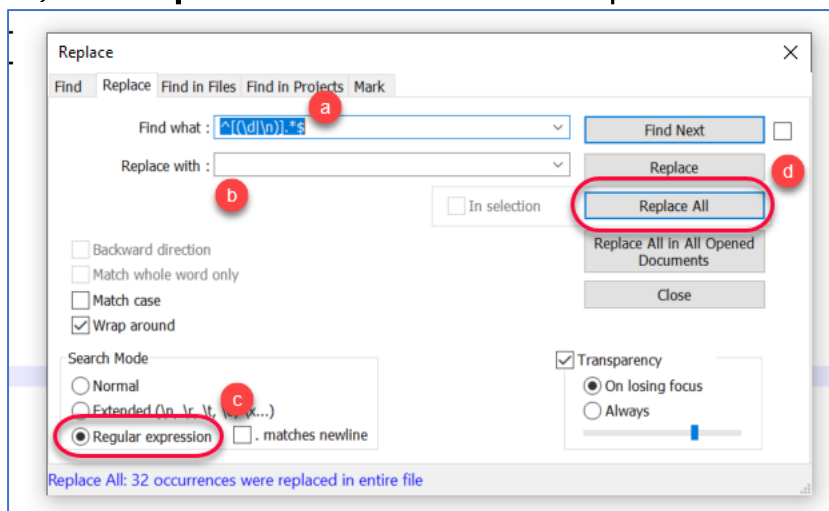 Replace
Find Replace Find in Files Find in Projects Mark
a
Find what : ^[(\d|\n)].*$ Find Next
Replace with : Replace d
b
In selection Replace All
Backward direction Replace All in All Opened Documents
Match whole word only
Match case Close
Wrap around
Search Mode Transparency
Normal On losing focus
c
Extended (\n, \r, \t, x...) Always
Regular expression . matches newline
Replace All: 32 occurrences were replaced in entire file